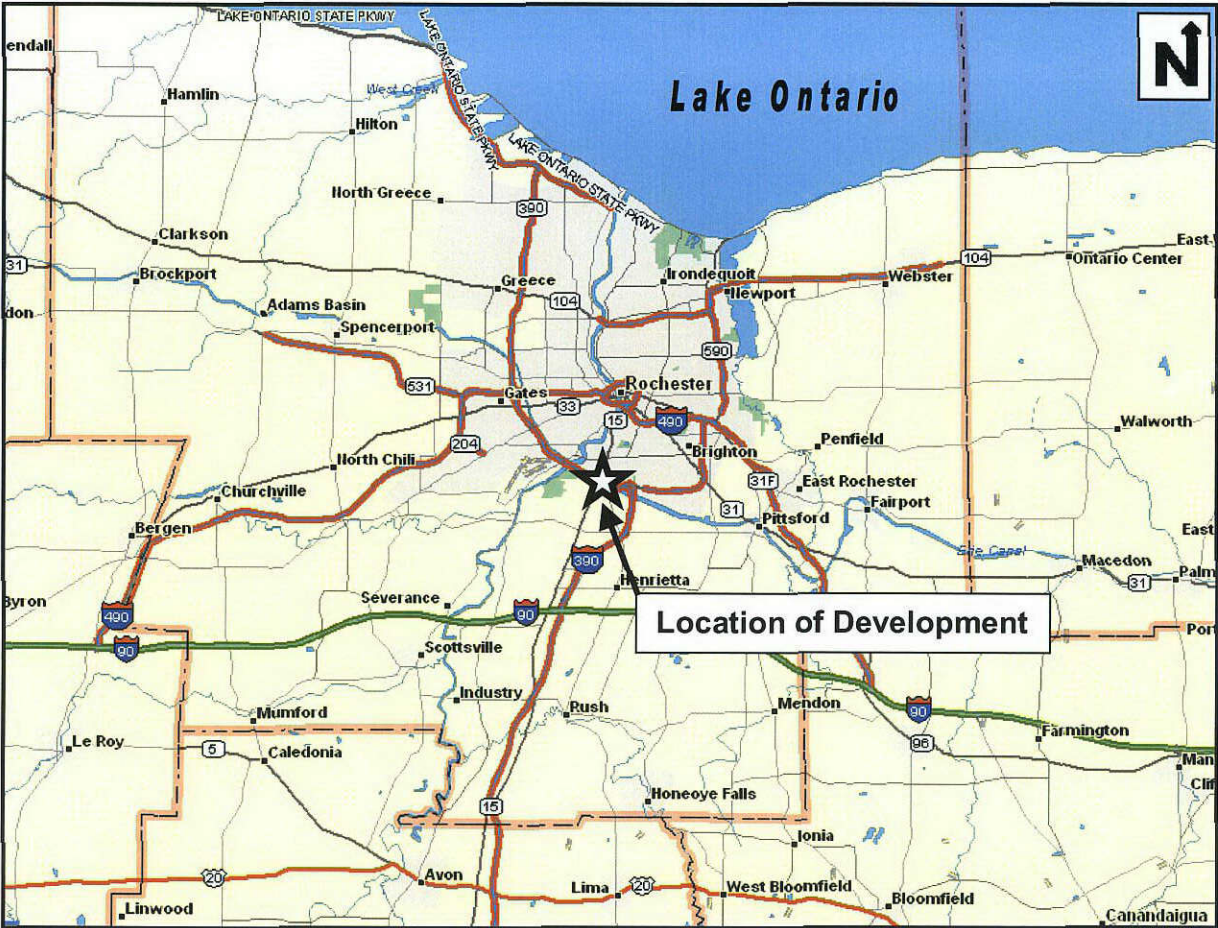 LAKE ONTARIO STATE PKWY
LAKE ONTARIO STATE PKWY
endall
N
Hamlin
West Creek
Lake Ontario
Hilton
LAKE ONTARIO STATE PKWY
North Greece
390
Clarkson
East
31
Brockport
104
Ontario Center
Greece
Irondequoit
Webster
Newport
104
Adams Basin
don
Spencerport
590
531
Gates
Rochester
33
15
490
Walworth
204
Brighton
Penfield
North Chili
31F
East Rochester
Churchville
Fairport
31
Pittsford
Bergen
East
Erie Canal
390
Macedon
Henrietta
31
Palm
Byron
Severance
490
90
Location of Development
Port
90
Scottsville
Industry
Rush
Mendon
90
Mumford
Farmington
Le Roy
5
Caledonia
96
Man
Clif
15
Honeoye Falls
Ionia
20
Avon
Lima
20
West Bloomfield
Bloomfield
Linwood
Canandaigua